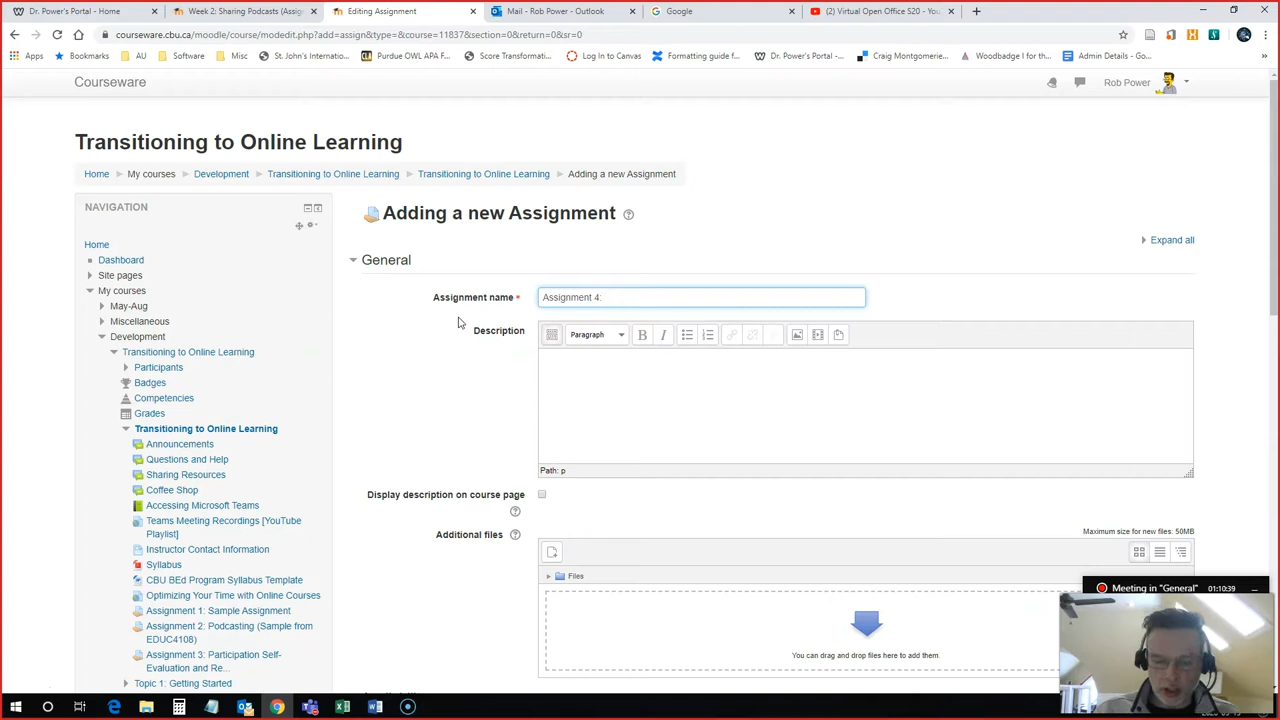 Dr. Power's Portal - Home
Week 2: Sharing Podcasts (Assig
Editing Assignment
Mail - Rob Power - Outlook
Google
(2) Virtual Open Office S20 - You
courseware.cbu.ca/moodle/course/modedit.php?add=assign&type=&course=11837&section=0&return=0&sr=0
Apps
Bookmarks
AU
Software
Misc
St. John's Internatio...
Purdue OWL APA F...
Score Transformati...
Log In to Canvas
Formatting guide f...
Dr. Power's Portal -...
Craig Montgomerie...
Woodbadge I for th...
Admin Details - Go...
Courseware
Rob Power
Transitioning to Online Learning
Home
My courses
Development
Transitioning to Online Learning
Transitioning to Online Learning
Adding a new Assignment
NAVIGATION
Home
Dashboard
Site pages
My courses
May-Aug
Miscellaneous
Development
Transitioning to Online Learning
Participants
Badges
Competencies
Grades
Transitioning to Online Learning
Announcements
Questions and Help
Sharing Resources
Coffee Shop
Accessing Microsoft Teams
Teams Meeting Recordings [YouTube
Playlist]
Instructor Contact Information
Syllabus
CBU BEd Program Syllabus Template
Optimizing Your Time with Online Courses
Assignment 1: Sample Assignment
Assignment 2: Podcasting (Sample from
EDUC4108)
Assignment 3: Participation Self-
Evaluation and Re...
Topic 1: Getting Started
Adding a new Assignment
Expand all
General
Assignment name
Assignment 4:
Description
Paragraph
B
I
Path: p
Display description on course page
Additional files
Maximum size for new files: 50MB
Files
You can drag and drop files here to add them.
Meeting in "General"
01:10:39